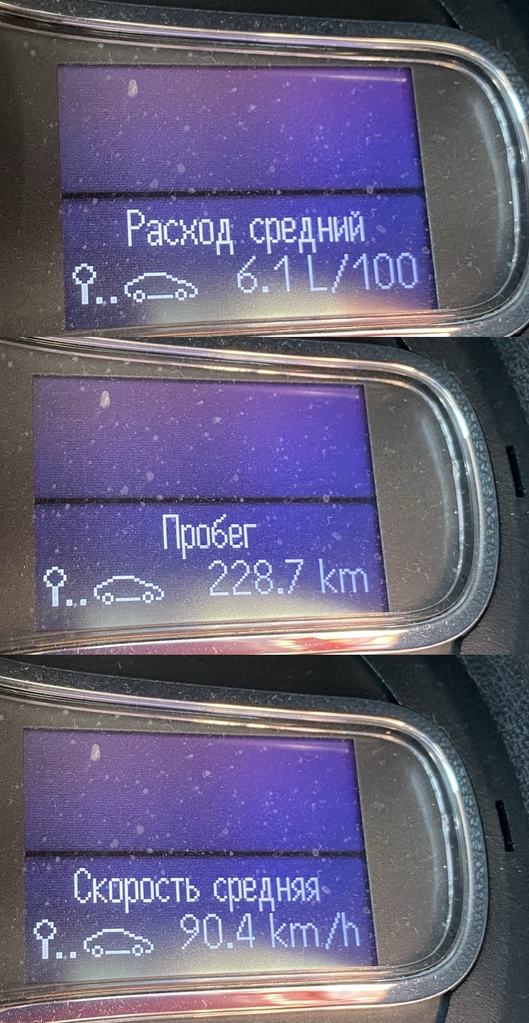 Расход средний
6.1 L/100
Пробег
228.7 km
Скорость средняя
90.4 km/h